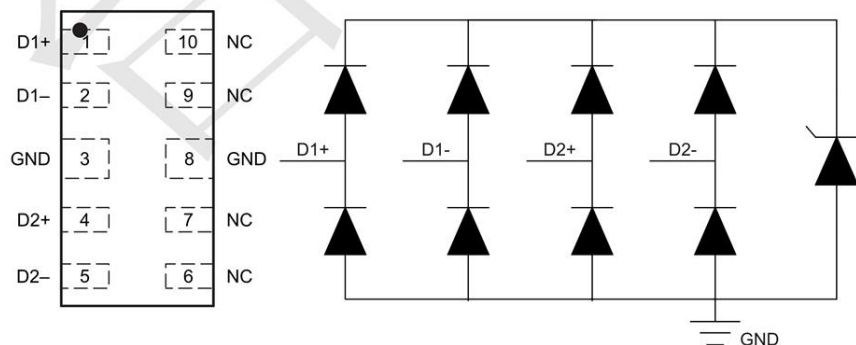 D1+ 1 10 NC
D1– 2 9 NC
GND 3 8 GND
D2+ 4 7 NC
D2– 5 6 NC
D1+ D1- D2+ D2-
GND